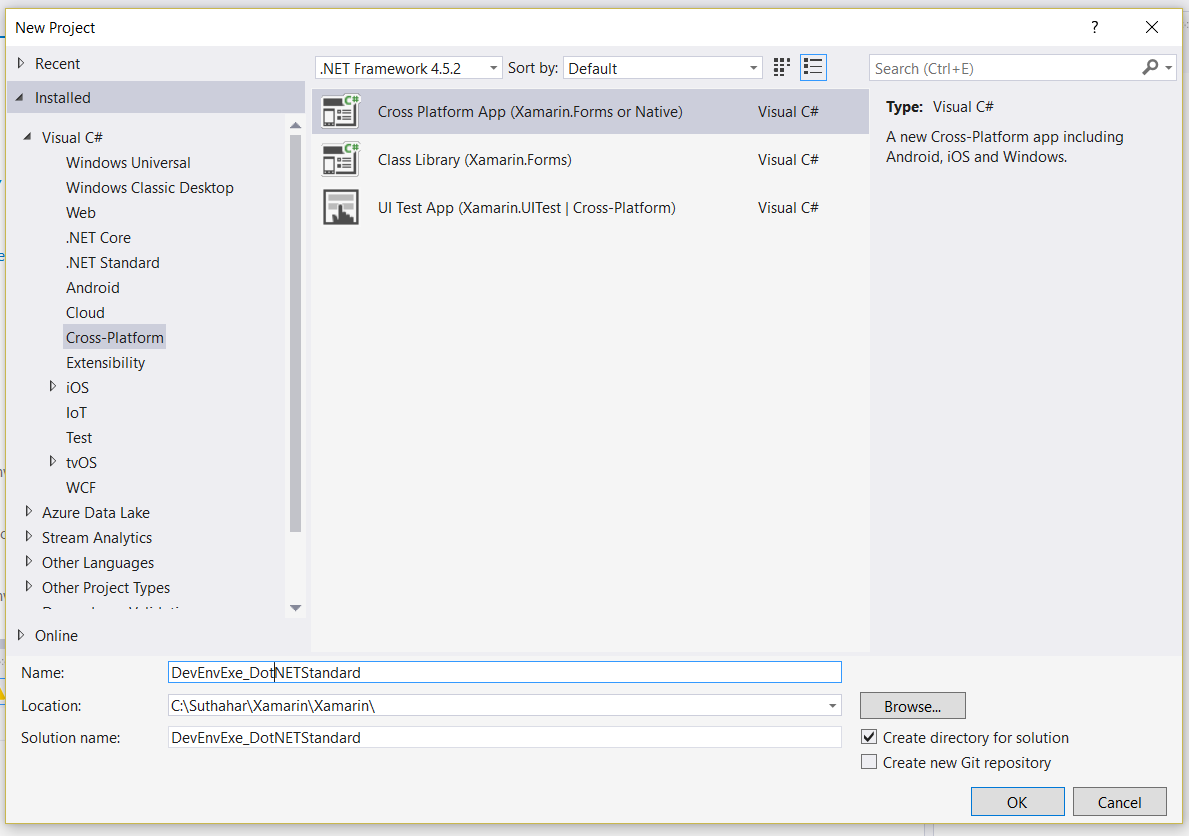 New Project
?
Recent
Installed
Visual C#
Windows Universal
Windows Classic Desktop
Web
.NET Core
.NET Standard
Android
Cloud
Cross-Platform
Extensibility
iOS
IoT
Test
tvOS
WCF
Azure Data Lake
Stream Analytics
Other Languages
Other Project Types
Online
.NET Framework 4.5.2 Sort by: Default
Cross Platform App (Xamarin.Forms or Native) Visual C#
Class Library (Xamarin.Forms) Visual C#
UI Test App (Xamarin.UITest | Cross-Platform) Visual C#
Search (Ctrl+E)
Type: Visual C#
A new Cross-Platform app including
Android, iOS and Windows.
Name: DevEnvExe_DotNETStandard
Location: C:\Suthahar\Xamarin\Xamarin\ Browse...
Solution name: DevEnvExe_DotNETStandard
Create directory for solution
Create new Git repository
OK Cancel